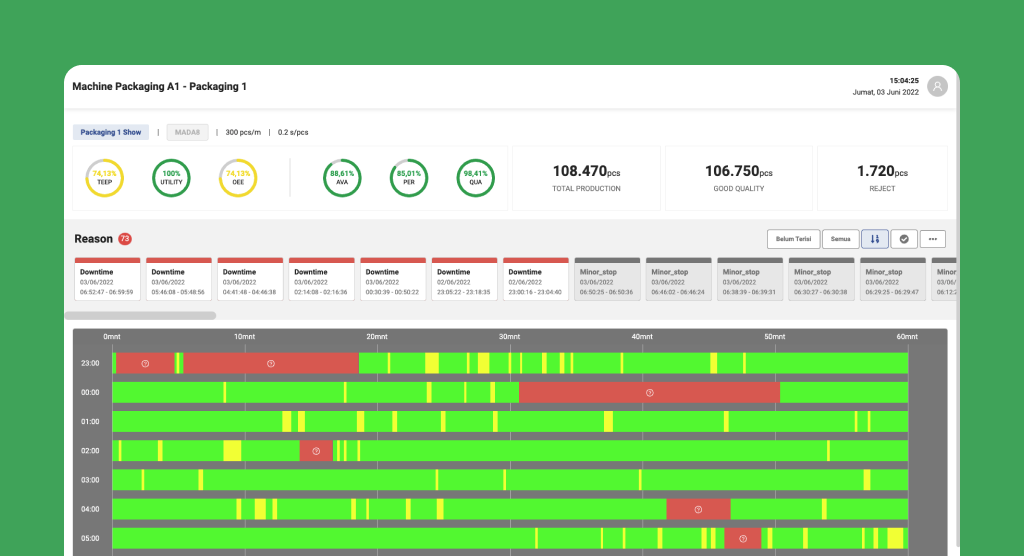 Machine Packaging A1 - Packaging 1
15:04:25
Jumat, 03 Juni 2022
Packaging 1 Show | MADA8 | 300 pcs/m | 0.2 s/pcs
74,13% TEEP
100% UTILITY
74,13% OEE
88,61% AVA
85,01% PER
98,41% QUA
108.470pcs
TOTAL PRODUCTION
106.750pcs
GOOD QUALITY
1.720pcs
REJECT
Reason 73
Belum Terisi
Semua
Downtime
03/06/2022
06:52:47 - 06:59:59
Downtime
03/06/2022
05:46:08 - 05:48:56
Downtime
03/06/2022
04:41:48 - 04:46:38
Downtime
03/06/2022
02:14:08 - 02:16:36
Downtime
03/06/2022
00:30:39 - 00:50:22
Downtime
02/06/2022
23:05:22 - 23:18:35
Downtime
02/06/2022
23:00:16 - 23:04:40
Minor_stop
03/06/2022
06:50:25 - 06:50:36
Minor_stop
03/06/2022
06:46:02 - 06:46:24
Minor_stop
03/06/2022
06:38:39 - 06:39:31
Minor_stop
03/06/2022
06:30:27 - 06:30:38
Minor_stop
03/06/2022
06:29:25 - 06:29:47
Minor
03/06/
06:12:
0mnt 10mnt 20mnt 30mnt 40mnt 50mnt 60mnt
23:00
00:00
01:00
02:00
03:00
04:00
05:00